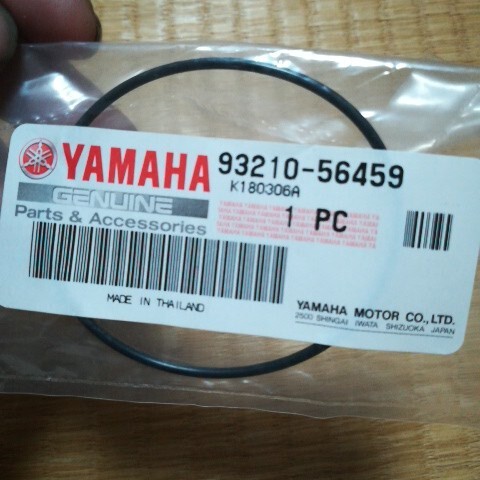 YAMAHA 93210-56459
K180306A
GENUINE
Parts & Accessories
1 PC
MADE IN THAILAND
YAMAHA MOTOR CO.,LTD.
2500 SHINGAI IWATA SHIZUOKA JAPAN